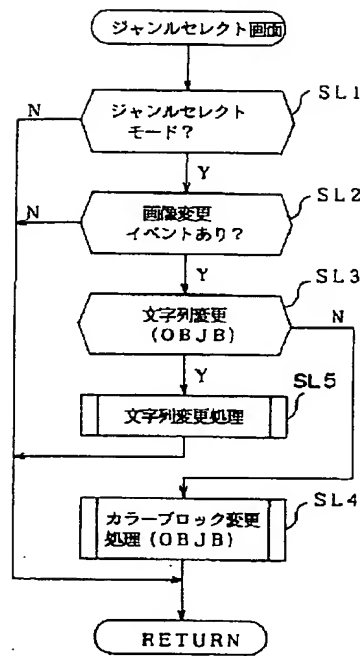 ジャンルセレクト画面
SL1
N
ジャンルセレクト
モード?
Y
SL2
N
画像変更
イベントあり?
Y
SL3
文字列変更
(OBJB)
N
Y
SL5
文字列変更処理
SL4
カラーブロック変更
処理(OBJB)
RETURN